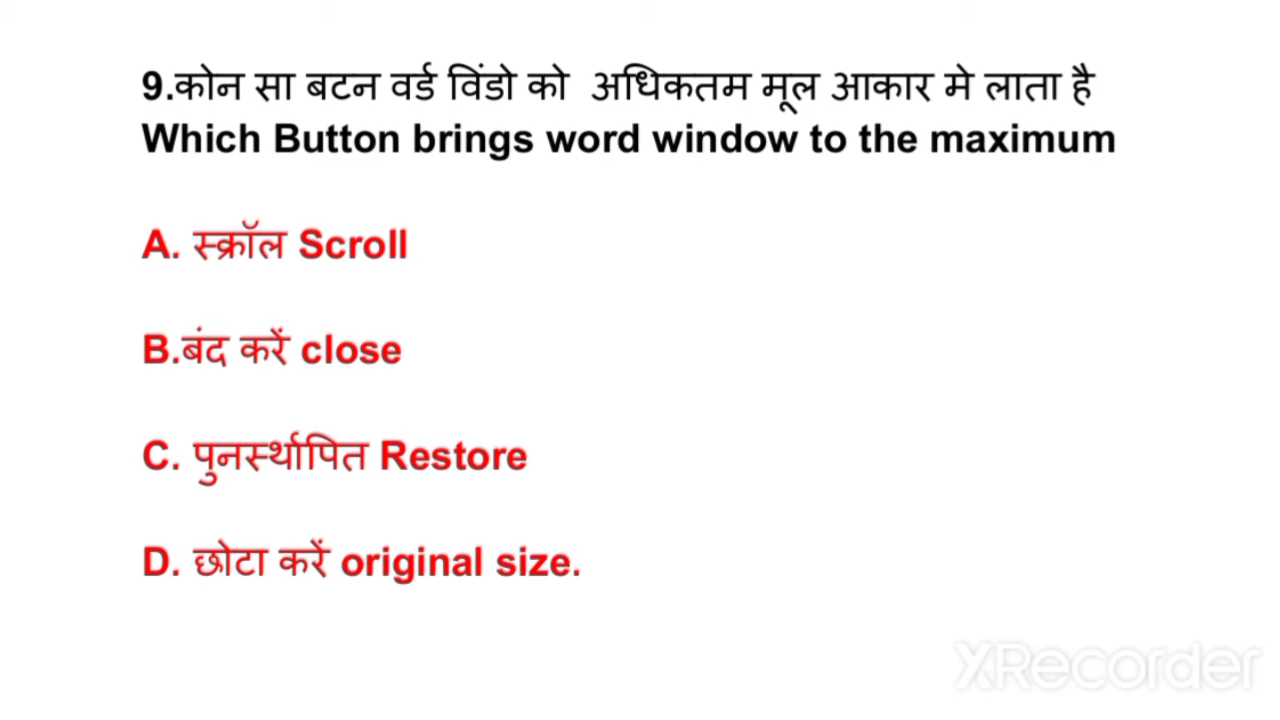 9.कोन सा बटन वर्ड विंडो को अधिकतम मूल आकार मे लाता है
Which Button brings word window to the maximum
A. स्क्रॉल Scroll
B.बंद करें close
C. पुनर्स्थापित Restore
D. छोटा करें original size.
XRecorder